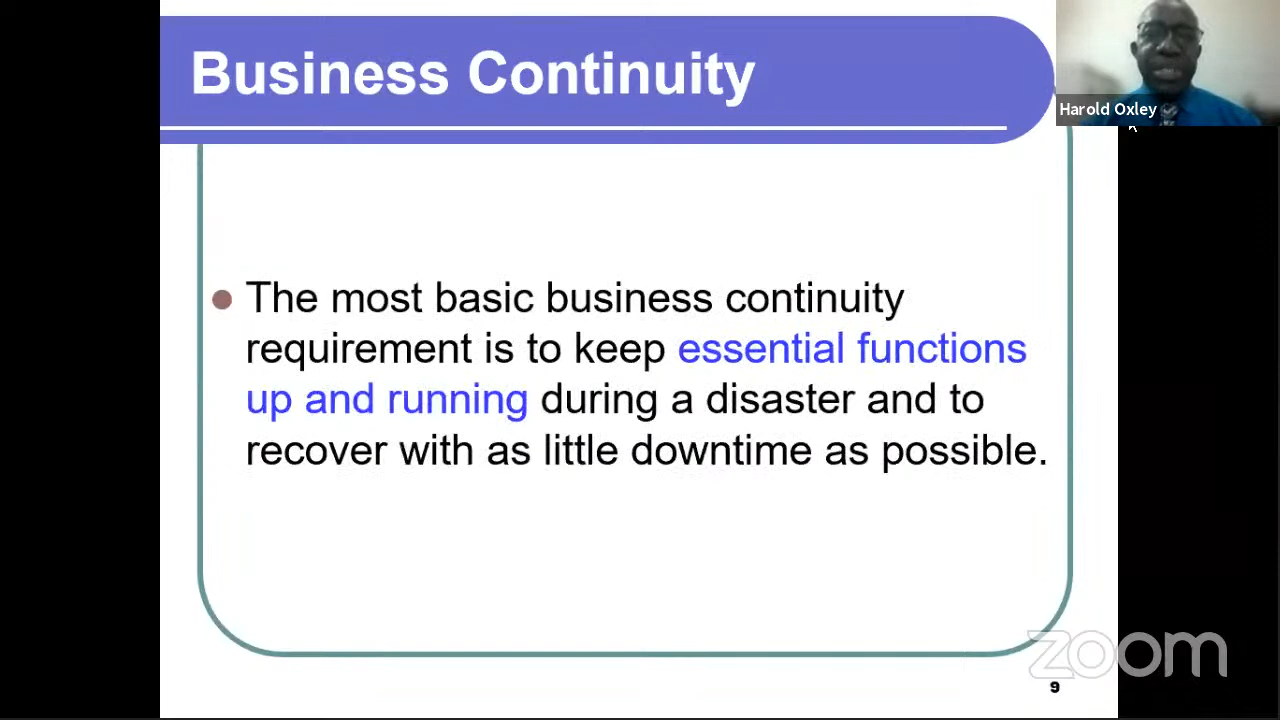 Business Continuity
Harold Oxley
The most basic business continuity
requirement is to keep essential functions
up and running during a disaster and to
recover with as little downtime as possible.
zoom
9